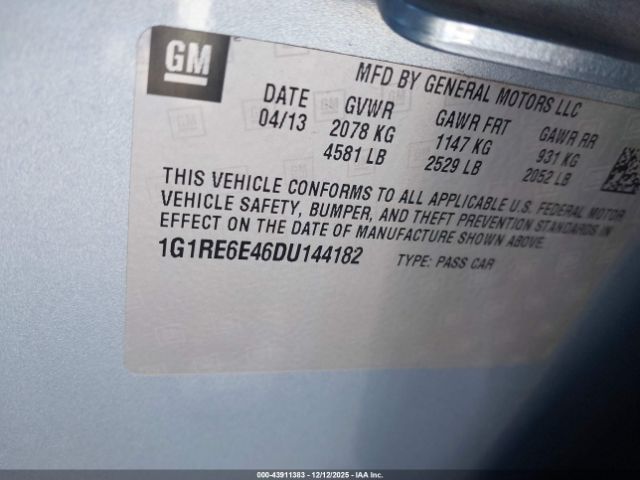 GM
MFD BY GENERAL MOTORS LLC
DATE GVWR GAWR FRT GAWR RR
04/13 2078 KG 1147 KG 931 KG
4581 LB 2529 LB 2052 LB
THIS VEHICLE CONFORMS TO ALL APPLICABLE U.S. FEDERAL MOTOR
VEHICLE SAFETY, BUMPER, AND THEFT PREVENTION STANDARDS IN
EFFECT ON THE DATE OF MANUFACTURE SHOWN ABOVE.
1G1RE6E46DU144182 TYPE: PASS CAR
000-43911383 - 12/12/2025 - IAA Inc.